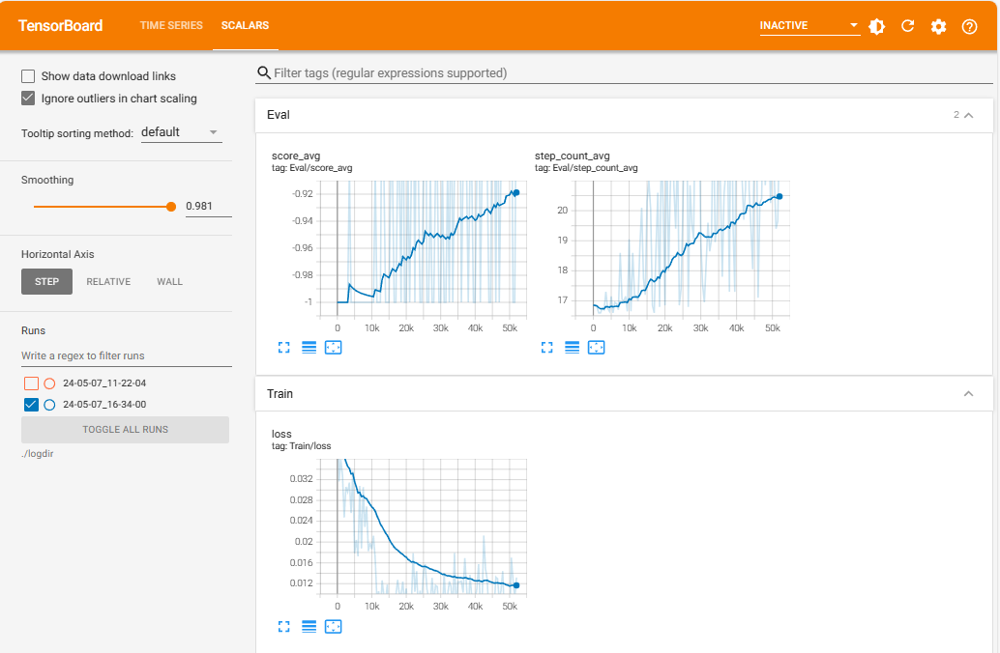 TensorBoard
TIME SERIES
SCALARS
INACTIVE
Show data download links
Ignore outliers in chart scaling
Tooltip sorting method: default
Smoothing
0.981
Horizontal Axis
STEP
RELATIVE
WALL
Runs
Write a regex to filter runs
24-05-07_11-22-04
24-05-07_16-34-00
TOGGLE ALL RUNS
./logdir
Filter tags (regular expressions supported)
Eval
2
score_avg
tag: Eval/score_avg
-0.92
-0.94
-0.96
-0.98
-1
0 10k 20k 30k 40k 50k
step_count_avg
tag: Eval/step_count_avg
20
19
18
17
0 10k 20k 30k 40k 50k
Train
loss
tag: Train/loss
0.032
0.028
0.024
0.02
0.016
0.012
0 10k 20k 30k 40k 50k